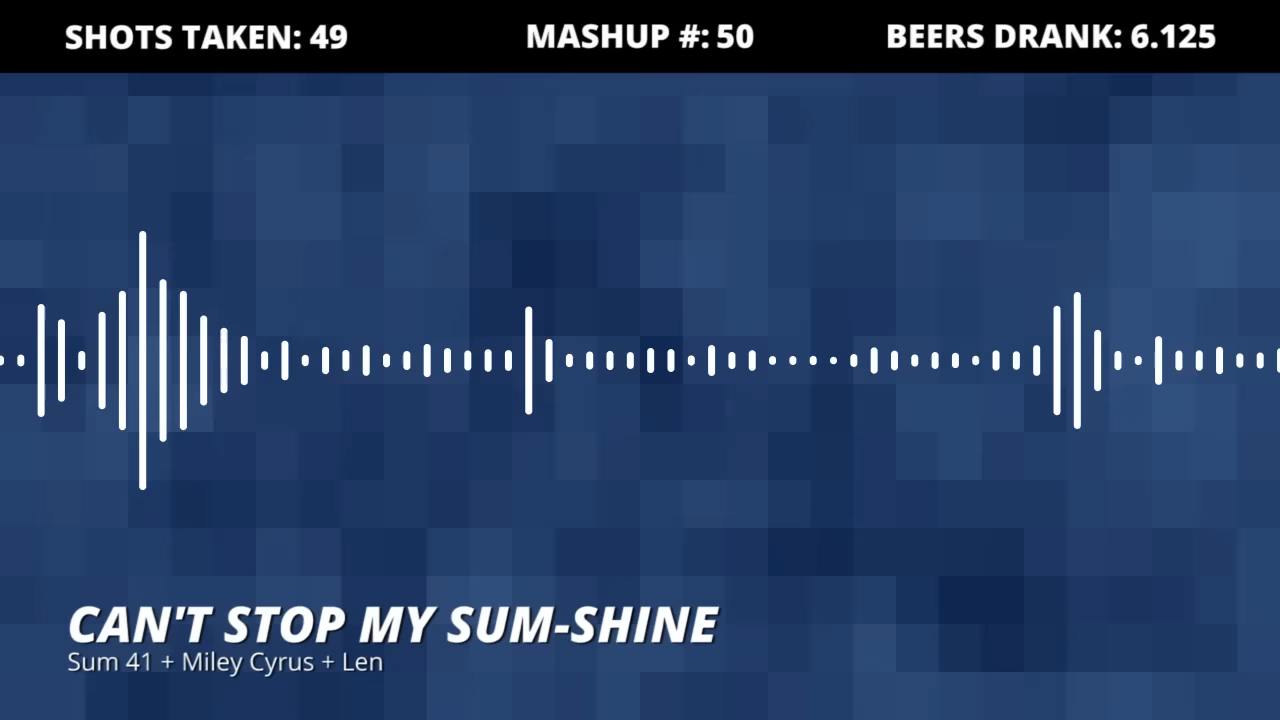 SHOTS TAKEN: 49
MASHUP #: 50
BEERS DRANK: 6.125
CAN'T STOP MY SUM-SHINE
Sum 41 + Miley Cyrus + Len